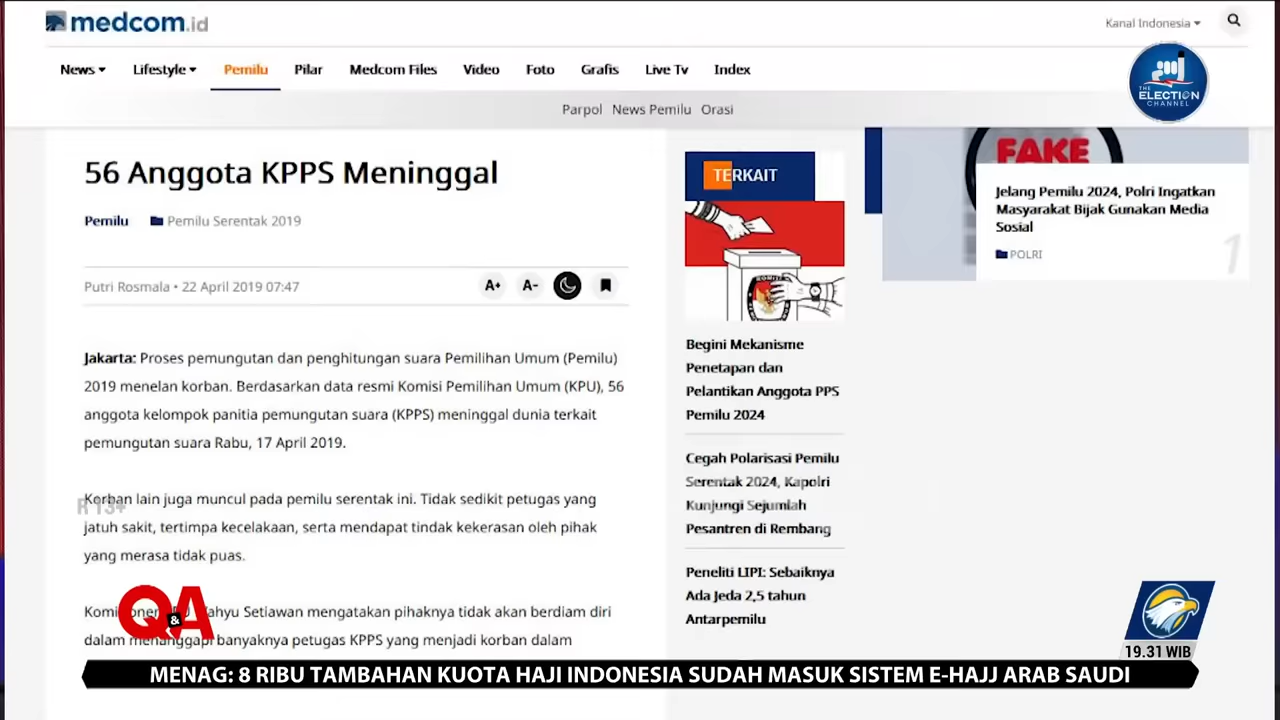 medcom.id
Kanal Indonesia
News Lifestyle Pemilu Pilar Medcom Files Video Foto Grafis Live Tv Index
THE
ELECTION
CHANNEL
Parpol News Pemilu Orasi
56 Anggota KPPS Meninggal
Pemilu Pemilu Serentak 2019
Putri Rosmala • 22 April 2019 07:47
A+ A-
Jakarta: Proses pemungutan dan penghitungan suara Pemilihan Umum (Pemilu)
2019 menelan korban. Berdasarkan data resmi Komisi Pemilihan Umum (KPU), 56
anggota kelompok panitia pemungutan suara (KPPS) meninggal dunia terkait
pemungutan suara Rabu, 17 April 2019.
Korban lain juga muncul pada pemilu serentak ini. Tidak sedikit petugas yang
jatuh sakit, tertimpa kecelakaan, serta mendapat tindak kekerasan oleh pihak
yang merasa tidak puas.
Wahyu Setiawan mengatakan pihaknya tidak akan berdiam diri
dalam menanggapi banyaknya petugas KPPS yang menjadi korban dalam
R 13+
Q&A
TERKAIT
Begini Mekanisme
Penetapan dan
Pelantikan Anggota PPS
Pemilu 2024
Cegah Polarisasi Pemilu
Serentak 2024, Kapolri
Kunjungi Sejumlah
Pesantren di Rembang
Peneliti LIPI: Sebaiknya
Ada Jeda 2,5 tahun
Antarpemilu
FAKE
Jelang Pemilu 2024, Polri Ingatkan
Masyarakat Bijak Gunakan Media
Sosial
POLRI
1
19.31 WIB
MENAG: 8 RIBU TAMBAHAN KUOTA HAJI INDONESIA SUDAH MASUK SISTEM E-HAJJ ARAB SAUDI